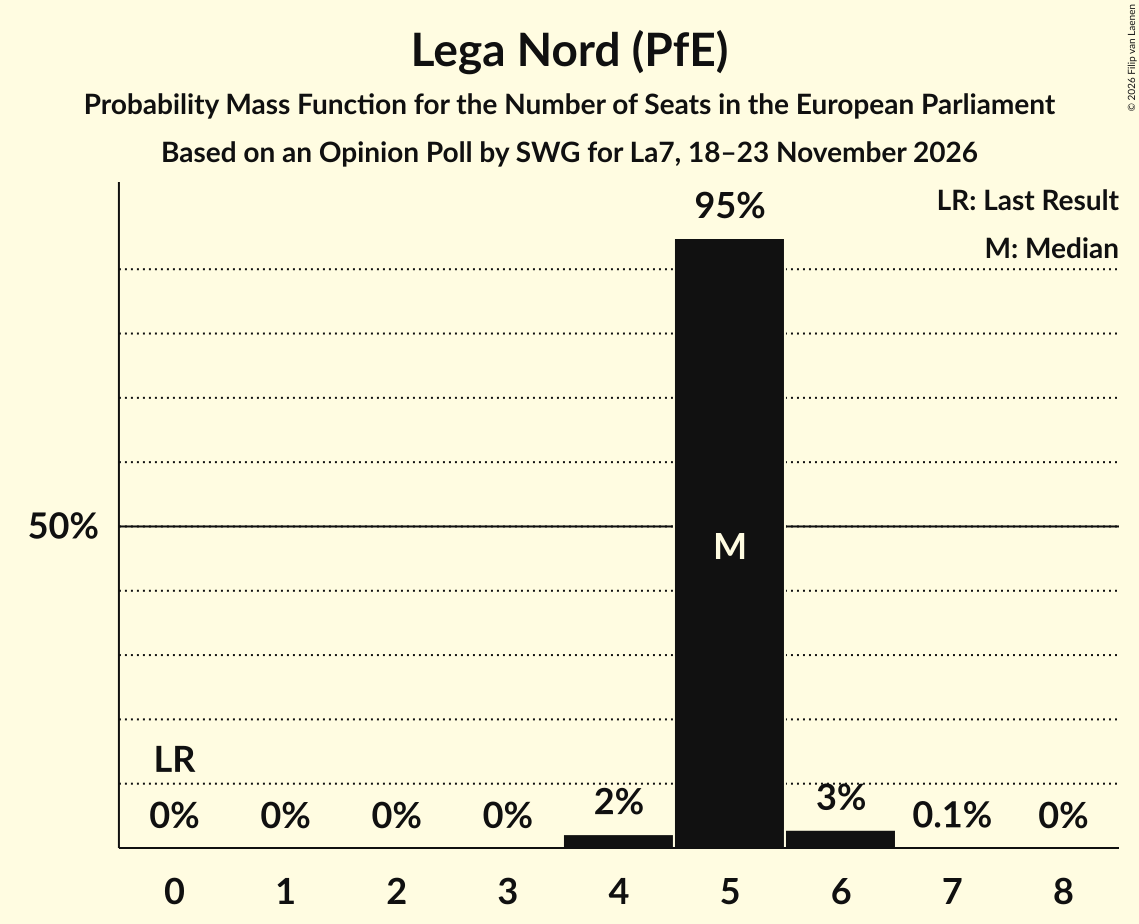 Lega Nord (PfE)
Probability Mass Function for the Number of Seats in the European Parliament
Based on an Opinion Poll by SWG for La7, 18–23 November 2026
© 2026 Filip van Laenen
LR: Last Result
M: Median
95%
50%
M
LR
0%
0%
0%
0%
2%
3%
0.1%
0%
0
1
2
3
4
5
6
7
8